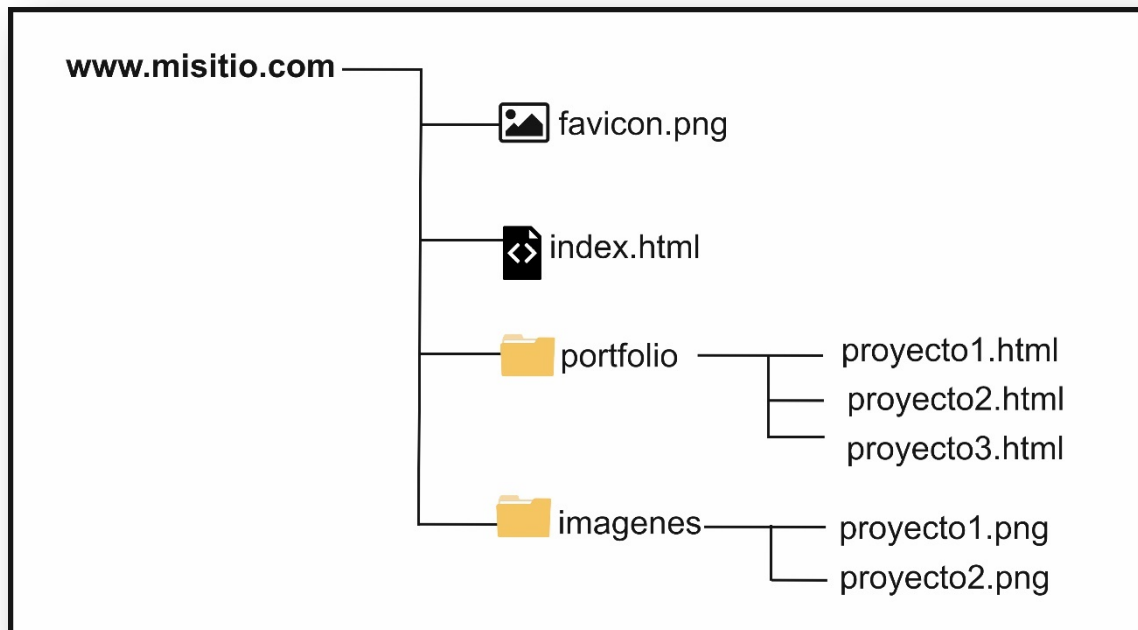 www.misitio.com
favicon.png
index.html
portfolio
proyecto1.html
proyecto2.html
proyecto3.html
imagenes
proyecto1.png
proyecto2.png